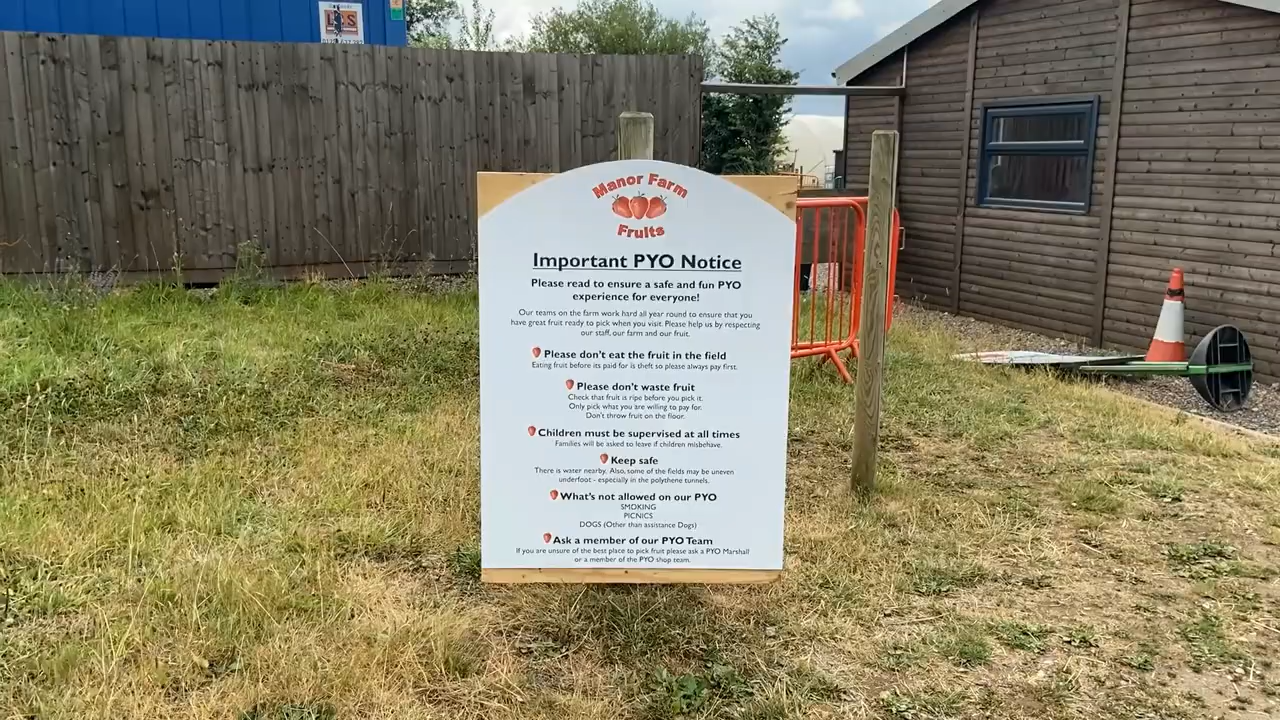 Manor Farm
Fruits
Important PYO Notice
Please read to ensure a safe and fun PYO
experience for everyone!
Our teams on the farm work hard all year round to ensure that you
have great fruit ready to pick when you visit. Please help us by respecting
our staff, our farm and our fruit.
Please don't eat the fruit in the field
Eating fruit before its paid for is theft so please always pay first.
Please don't waste fruit
Check that fruit is ripe before you pick it.
Only pick what you are willing to pay for.
Don't throw fruit on the floor.
Children must be supervised at all times
Families will be asked to leave if children misbehave.
Keep safe
There is water nearby. Also, some of the fields may be uneven
underfoot - especially in the polythene tunnels.
What's not allowed on our PYO
SMOKING
PICNICS
DOGS (Other than assistance Dogs)
Ask a member of our PYO Team
If you are unsure of the best place to pick fruit please ask a PYO Marshall
or a member of the PYO shop team.